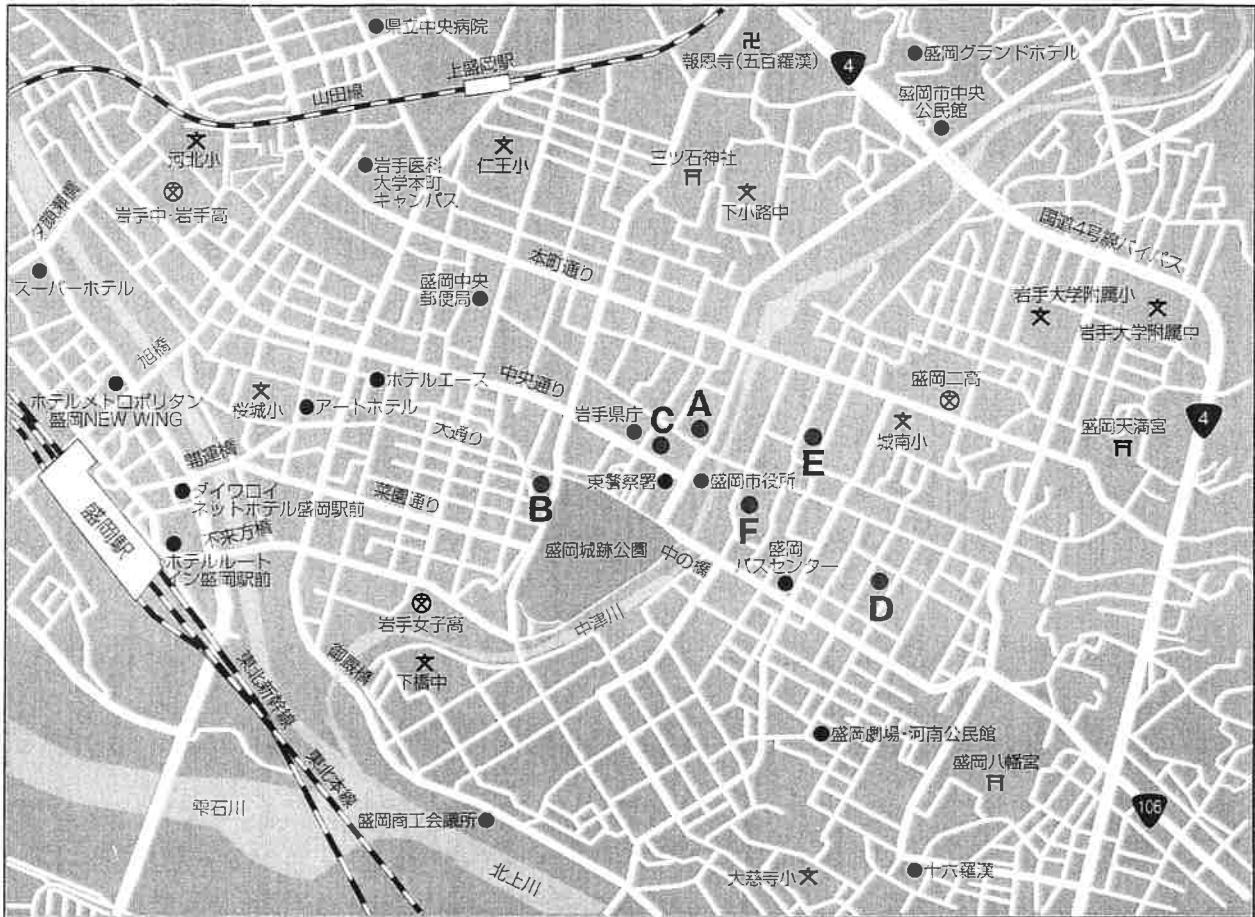 県立中央病院
卍
報恩寺(五百羅漢)
4
盛岡グランドホテル
上盛岡駅
山田線
盛岡市中央
公民館
河北小
岩手医科
大学本町
キャンパス
仁王小
三ツ石神社
下小路中
岩手中・岩手高
夕顔瀬橋
国道4号線バイパス
本町通り
スーパーホテル
盛岡中央
郵便局
岩手大学附属小
岩手大学附属中
旭橋
ホテルメトロポリタン
盛岡NEW WING
桜城小
ホテルエース
アートホテル
中央通り
盛岡二高
城南小
盛岡天満宮
4
岩手県庁
C
A
E
大通り
開運橋
ダイワロイ
ネットホテル盛岡駅前
菜園通り
B
東警察署
盛岡市役所
F
盛岡駅
不来方橋
ホテルルート
イン盛岡駅前
盛岡城跡公園
中の橋
盛岡
バスセンター
D
岩手女子高
中津川
御厩橋
下橋中
東北新幹線
東北本線
盛岡劇場・河南公民館
盛岡八幡宮
106
雫石川
盛岡商工会議所
北上川
大慈寺小
十六羅漢